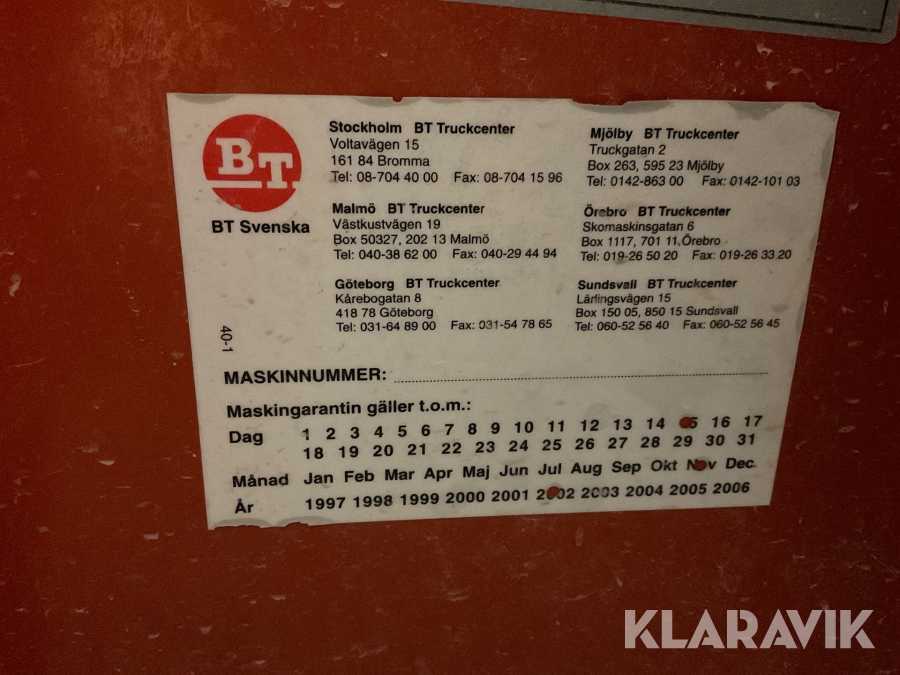 BT
BT Svenska
Stockholm BT Truckcenter
Voltavägen 15
161 84 Bromma
Tel: 08-704 40 00 Fax: 08-704 15 96
Malmö BT Truckcenter
Västkustvägen 19
Box 50327, 202 13 Malmö
Tel: 040-38 62 00 Fax: 040-29 44 94
Göteborg BT Truckcenter
Kårebogatan 8
418 78 Göteborg
Tel: 031-64 89 00 Fax: 031-54 78 65
Mjölby BT Truckcenter
Truckgatan 2
Box 263, 595 23 Mjölby
Tel: 0142-863 00 Fax: 0142-101 03
Örebro BT Truckcenter
Skomaskinsgatan 6
Box 1117, 701 11 Örebro
Tel: 019-26 50 20 Fax: 019-26 33 20
Sundsvall BT Truckcenter
Lärlingsvägen 15
Box 150 05, 850 15 Sundsvall
Tel: 060-52 56 40 Fax: 060-52 56 45
40-1
MASKINNUMMER:
Maskingarantin gäller t.o.m.:
Dag 1 2 3 4 5 6 7 8 9 10 11 12 13 14 15 16 17
18 19 20 21 22 23 24 25 26 27 28 29 30 31
Månad Jan Feb Mar Apr Maj Jun Jul Aug Sep Okt Nov Dec
År 1997 1998 1999 2000 2001 2002 2003 2004 2005 2006
KLARAVIK